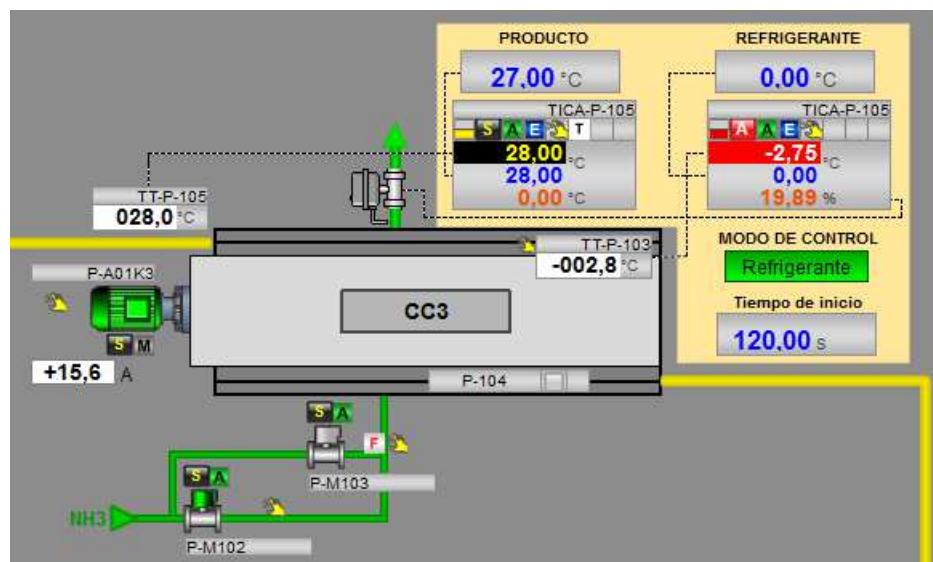 PRODUCTO
REFRIGERANTE
27,00 °C
0,00 °C
TICA-P-105
S A E T
28,00 °C
28,00
0,00 °C
TICA-P-105
A A E
-2,75 °C
0,00
19,89 %
TT-P-105
028,0 °C
TT-P-103
-002,8 °C
MODO DE CONTROL
Refrigerante
Tiempo de inicio
120,00 s
P-A01K3
S M
+15,6 A
CC3
P-104
S A
F
P-M103
S A
NH3
P-M102